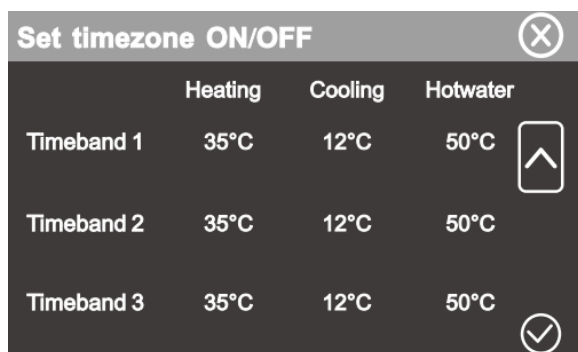 Set timezone ON/OFF
Heating Cooling Hotwater
Timeband 1 35°C 12°C 50°C
Timeband 2 35°C 12°C 50°C
Timeband 3 35°C 12°C 50°C